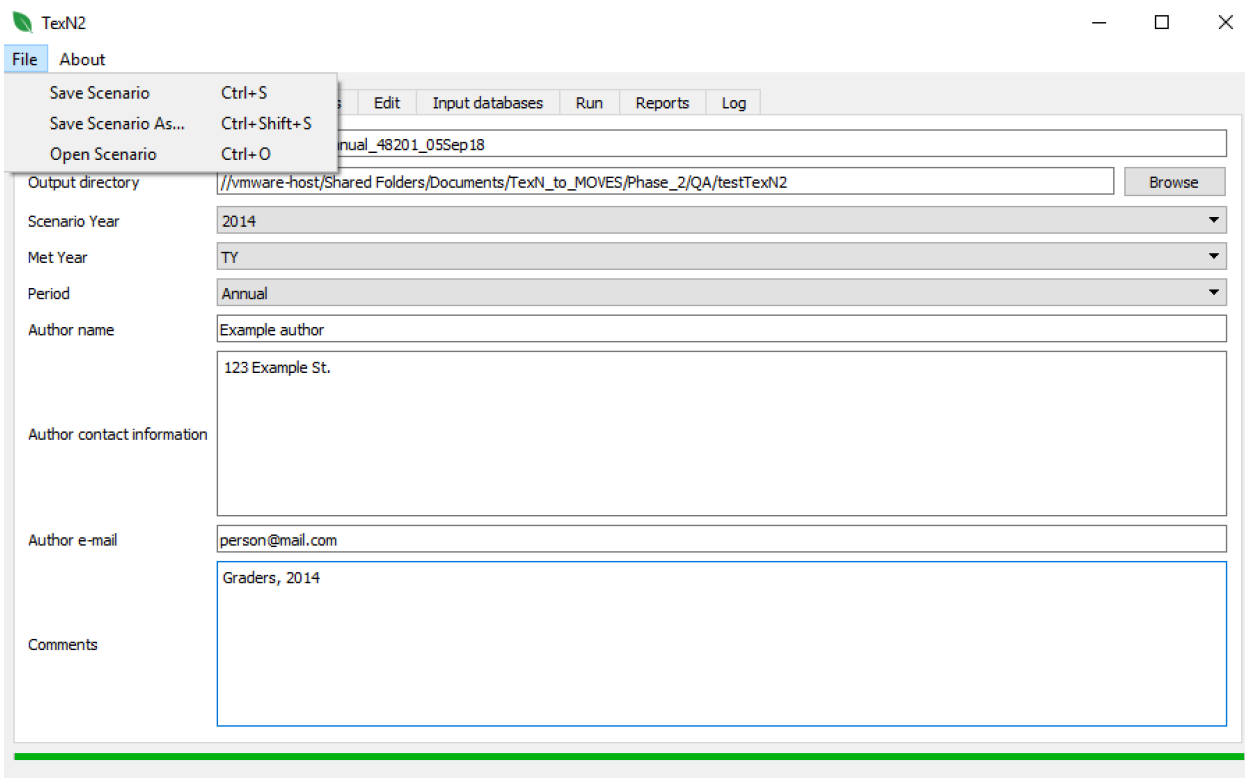 TexN2
File About
Save Scenario Ctrl+S
Save Scenario As... Ctrl+Shift+S
Open Scenario Ctrl+O
Edit Input databases Run Reports Log
nual_48201_05Sep18
Output directory //vmware-host/Shared Folders/Documents/TexN_to_MOVES/Phase_2/QA/testTexN2 Browse
Scenario Year 2014
Met Year TY
Period Annual
Author name Example author
123 Example St.
Author contact information
Author e-mail person@mail.com
Graders, 2014
Comments